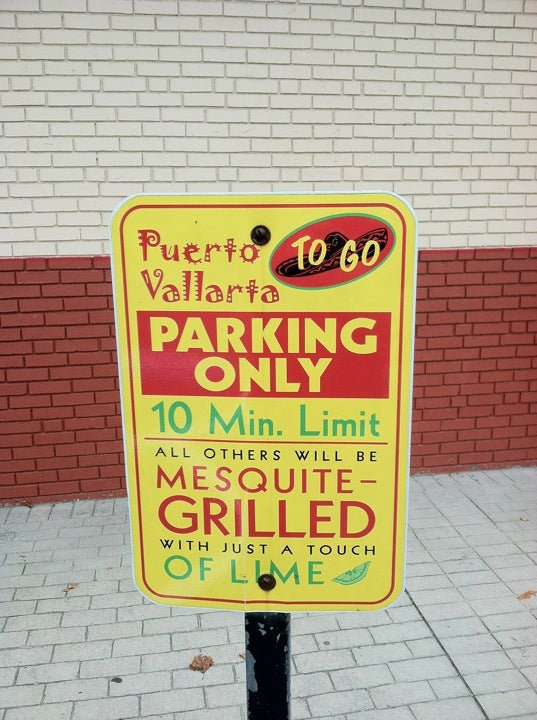 Puerto
Vallarta
TO GO
PARKING
ONLY
10 Min. Limit
ALL OTHERS WILL BE
MESQUITE-
GRILLED
WITH JUST A TOUCH
OF LIME